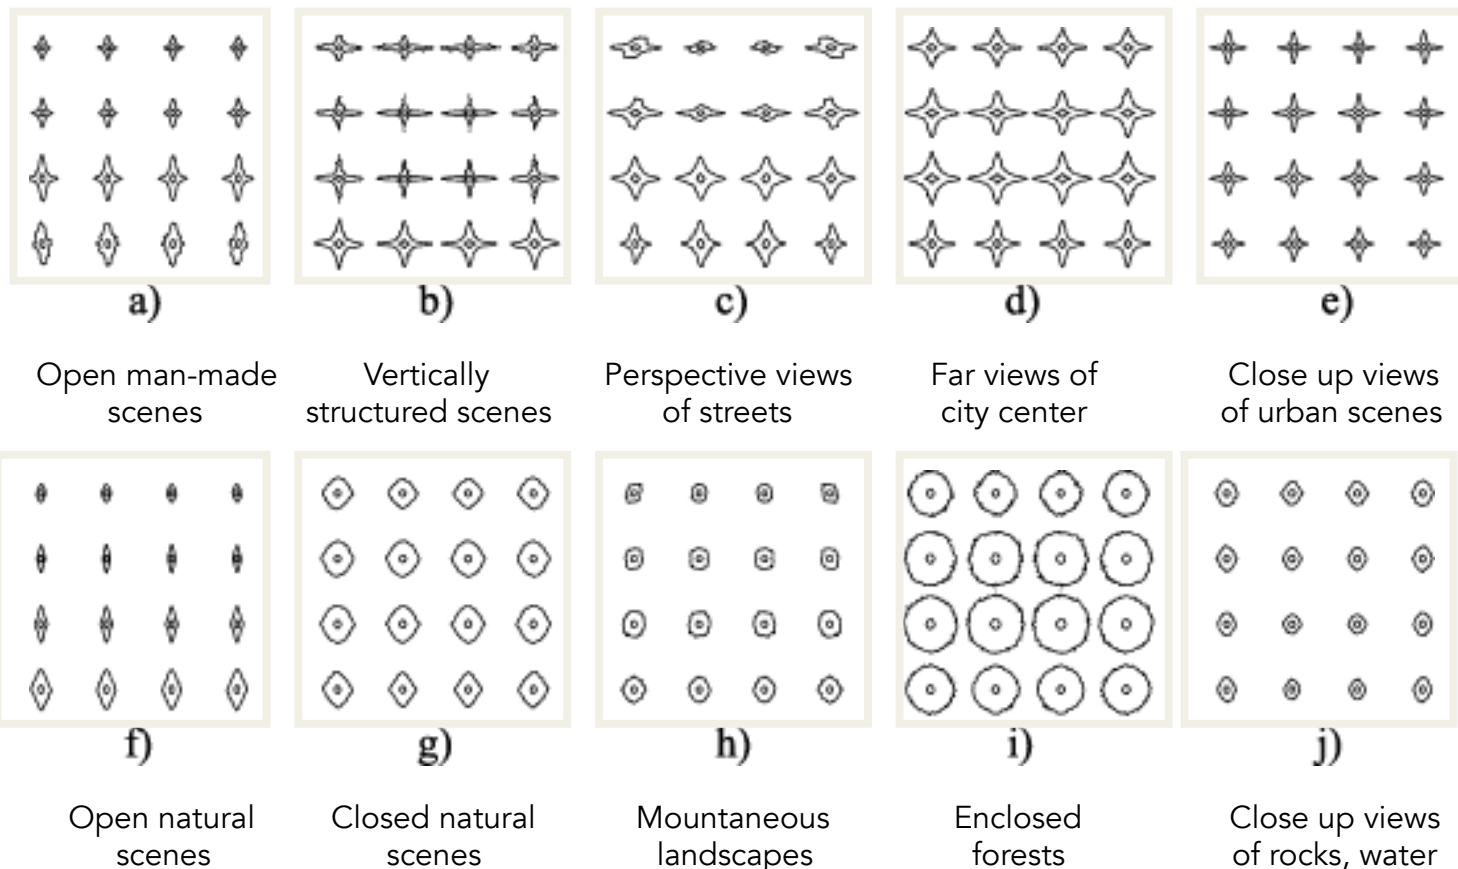 a) b) c) d) e)
Open man-made Vertically Perspective views Far views of Close up views
scenes structured scenes of streets city center of urban scenes
f) g) h) i) j)
Open natural Closed natural Mountaneous Enclosed Close up views
scenes scenes landscapes forests of rocks, water